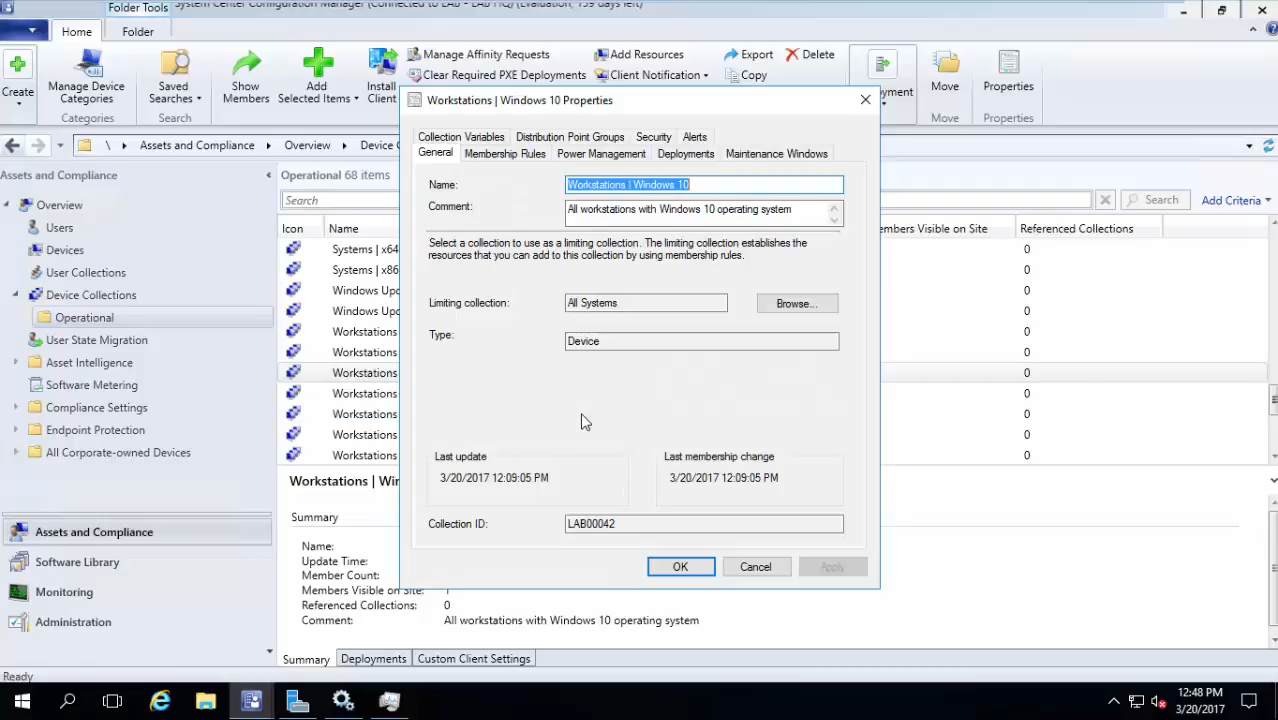 Folder Tools
System Center Configuration Manager (Connected to LAB - LAB HQ) (Evaluation, 159 days left)
Home
Folder
Create
Manage Device Categories
Saved Searches
Show Members
Add Selected Items
Install Client
Manage Affinity Requests
Clear Required PXE Deployments
Add Resources
Client Notification
Export
Copy
Delete
yment
Move
Properties
Categories
Search
Move
Properties
\ Assets and Compliance Overview Device C
Assets and Compliance
Overview
Users
Devices
User Collections
Device Collections
Operational
User State Migration
Asset Intelligence
Software Metering
Compliance Settings
Endpoint Protection
All Corporate-owned Devices
Assets and Compliance
Software Library
Monitoring
Administration
Operational 68 items
Search
Search
Add Criteria
Icon Name embers Visible on Site Referenced Collections
Systems | x64 0
Systems | x86 0
Windows Upd 0
Windows Upd 0
Workstations 0
Workstations 0
Workstations 0
Workstations 0
Workstations 0
Workstations 0
Workstations 0
Workstations | Windows 10 Properties
Collection Variables Distribution Point Groups Security Alerts
General Membership Rules Power Management Deployments Maintenance Windows
Name: Workstations | Windows 10
Comment: All workstations with Windows 10 operating system
Select a collection to use as a limiting collection. The limiting collection establishes the
resources that you can add to this collection by using membership rules.
Limiting collection: All Systems Browse...
Type: Device
Last update
3/20/2017 12:09:05 PM
Last membership change
3/20/2017 12:09:05 PM
Collection ID: LAB00042
OK Cancel Apply
Workstations | Win
Summary
Name:
Update Time:
Member Count:
Members Visible on Site: 1
Referenced Collections: 0
Comment: All workstations with Windows 10 operating system
Summary Deployments Custom Client Settings
Ready
12:48 PM
3/20/2017